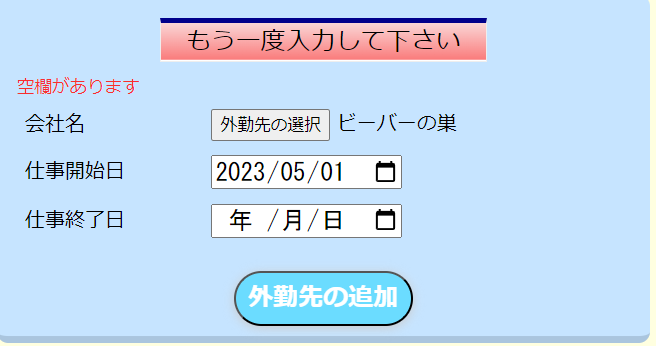 もう一度入力して下さい
空欄があります
会社名 外勤先の選択 ビーバーの巣
仕事開始日 2023/05/01
仕事終了日 年 /月/日
外勤先の追加